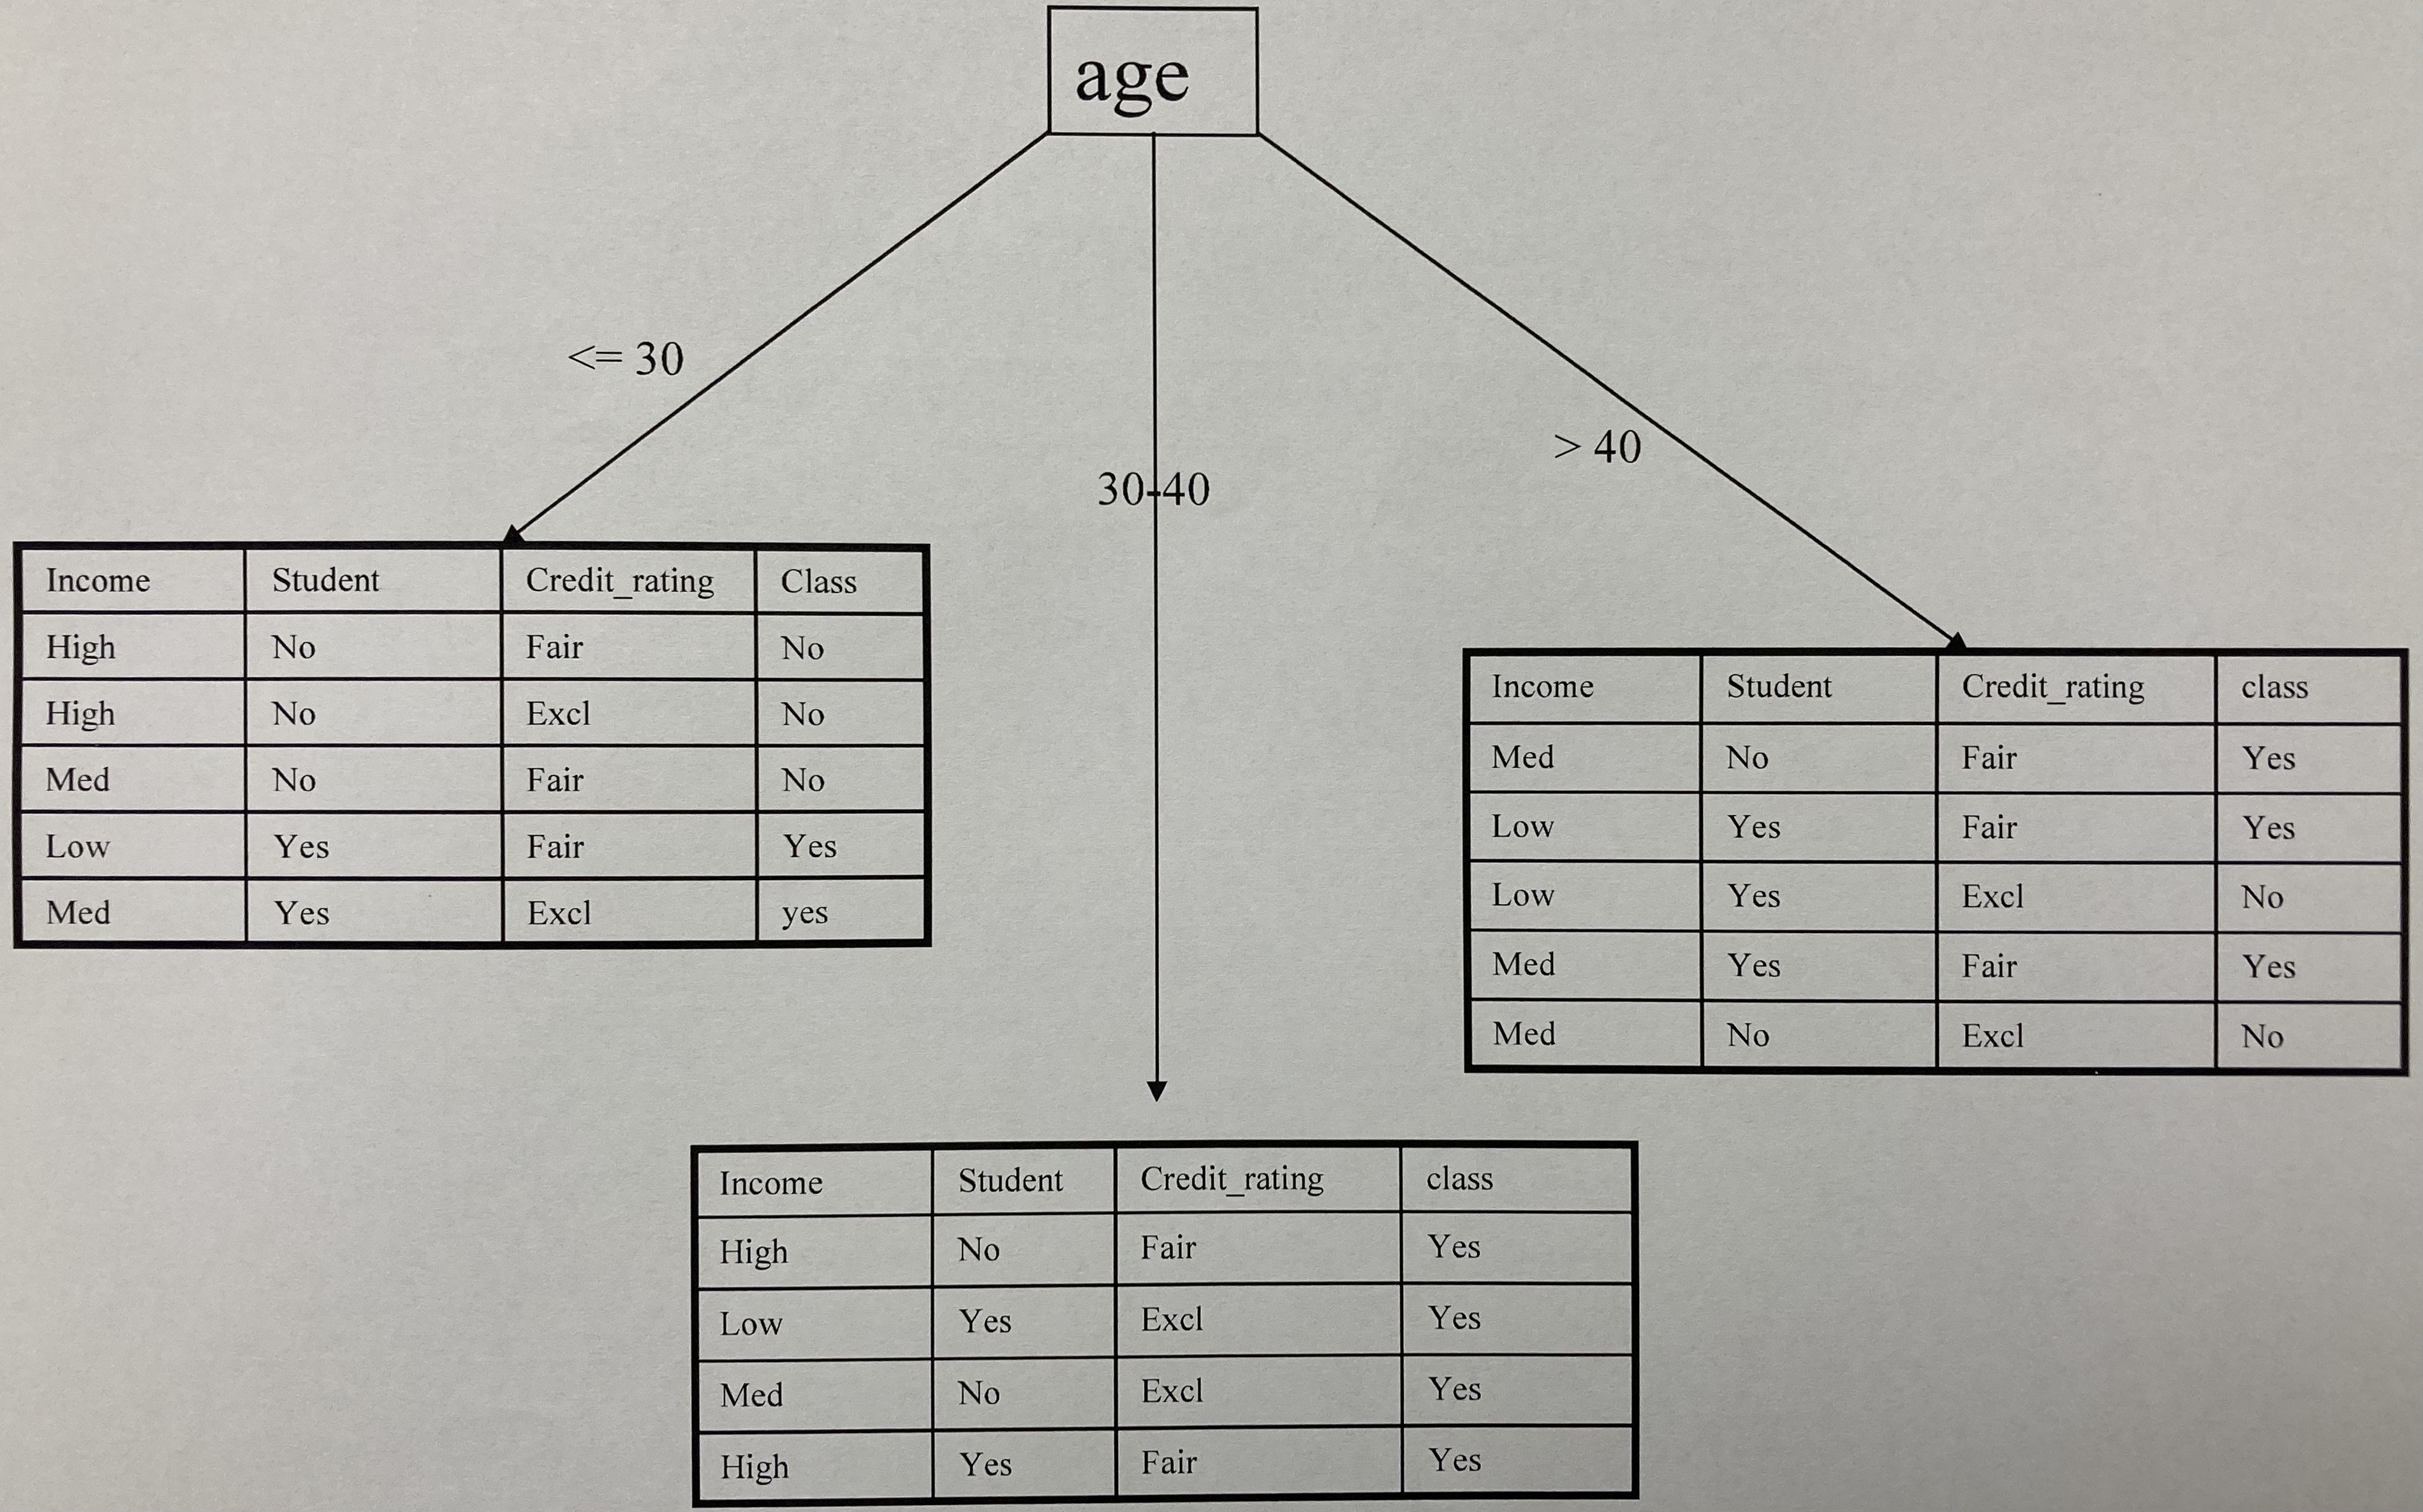 age
<= 30
30-40
> 40
Income Student Credit_rating Class
High No Fair No
High No Excl No
Med No Fair No
Low Yes Fair Yes
Med Yes Excl yes
Income Student Credit_rating class
Med No Fair Yes
Low Yes Fair Yes
Low Yes Excl No
Med Yes Fair Yes
Med No Excl No
Income Student Credit_rating class
High No Fair Yes
Low Yes Excl Yes
Med No Excl Yes
High Yes Fair Yes